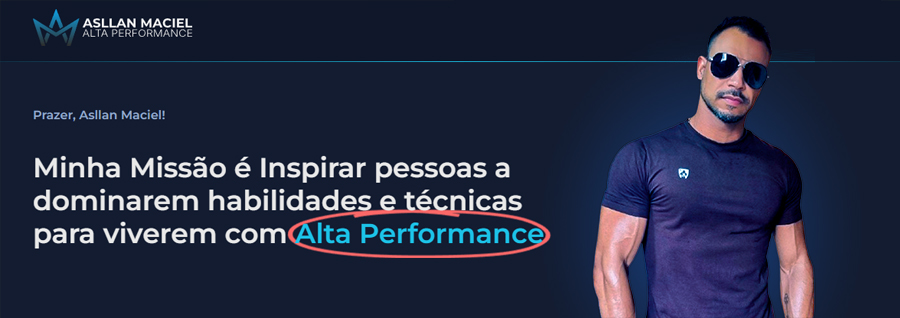 ASLLAN MACIEL
ALTA PERFORMANCE
Prazer, Asllan Maciel!
Minha Missão é Inspirar pessoas a
dominarem habilidades e técnicas
para viverem com Alta Performance